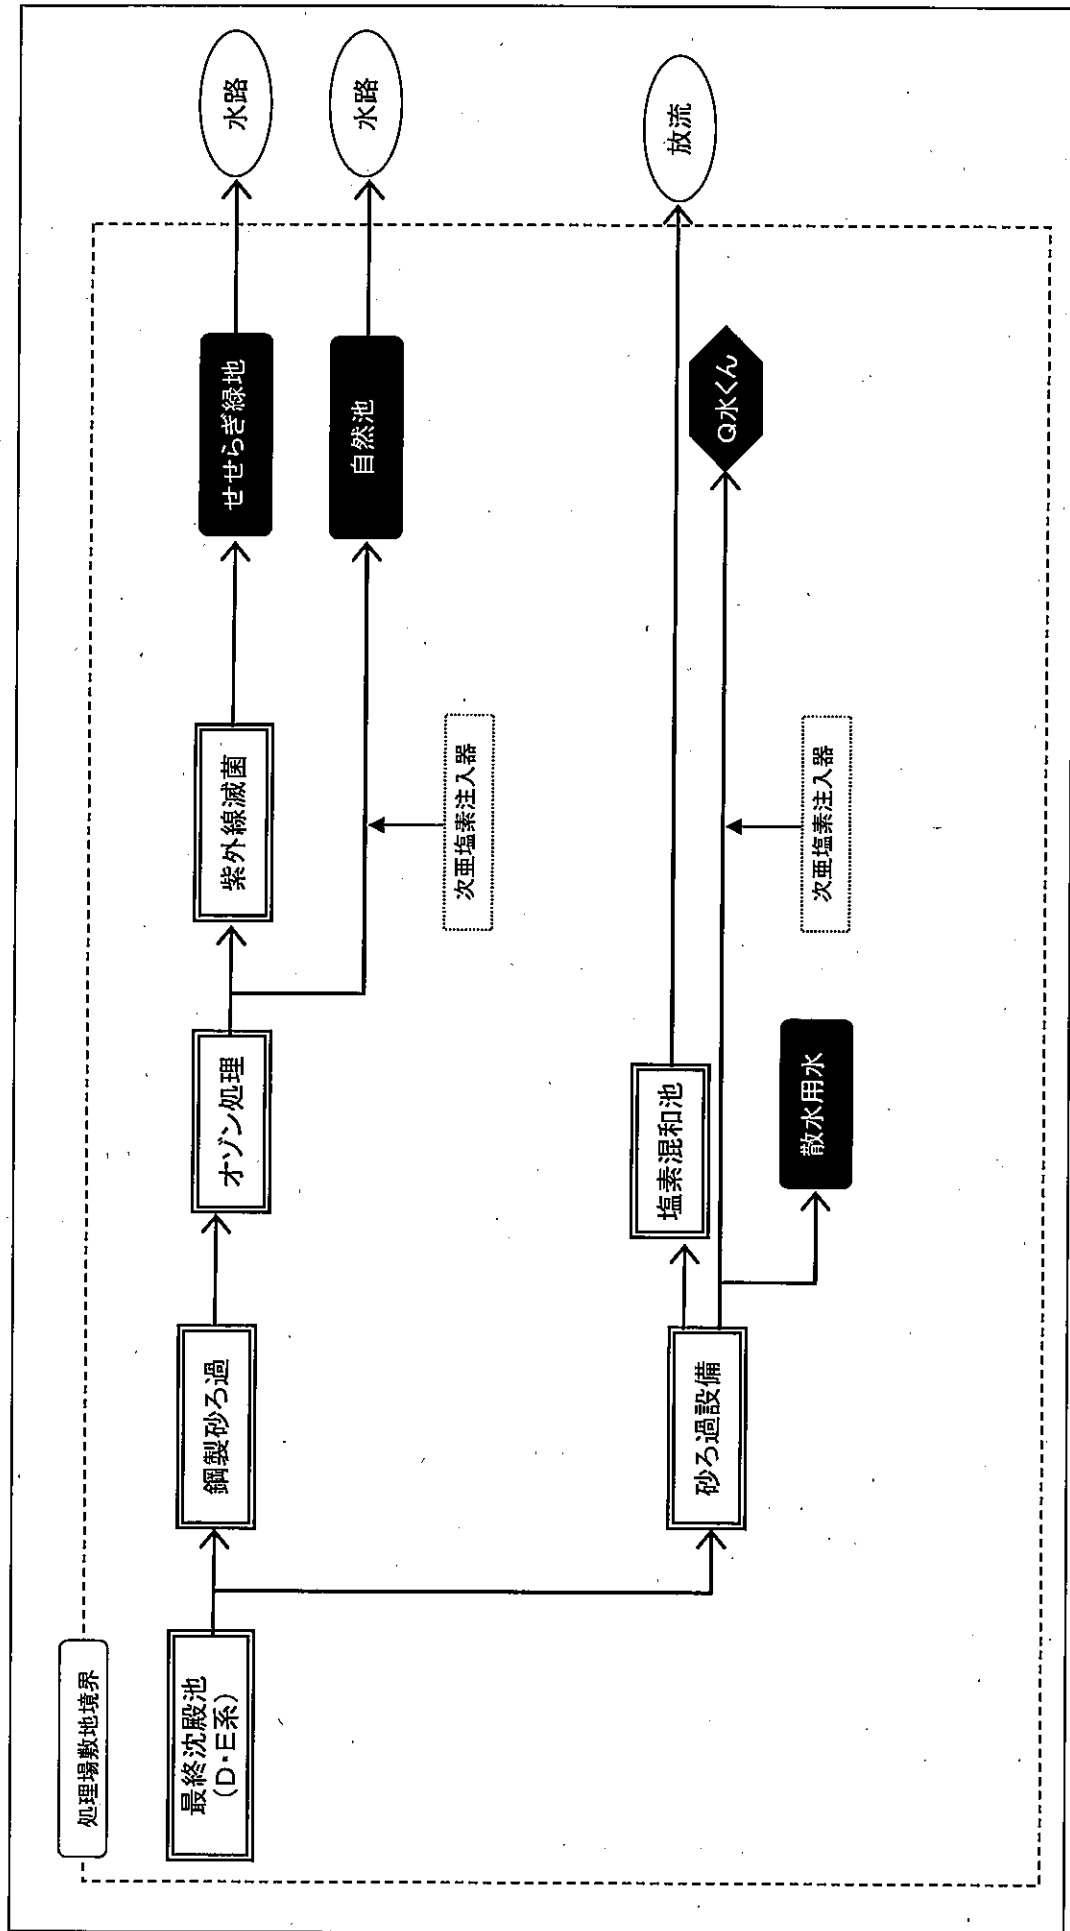 処理場敷地境界
最終沈殿池
(D・E系)
鋼製砂ろ過
オゾン処理
紫外線滅菌
せせらぎ緑地
水路
自然池
水路
次亜塩素注入器
砂ろ過設備
塩素混和池
放流
Q水くん
次亜塩素注入器
散水用水